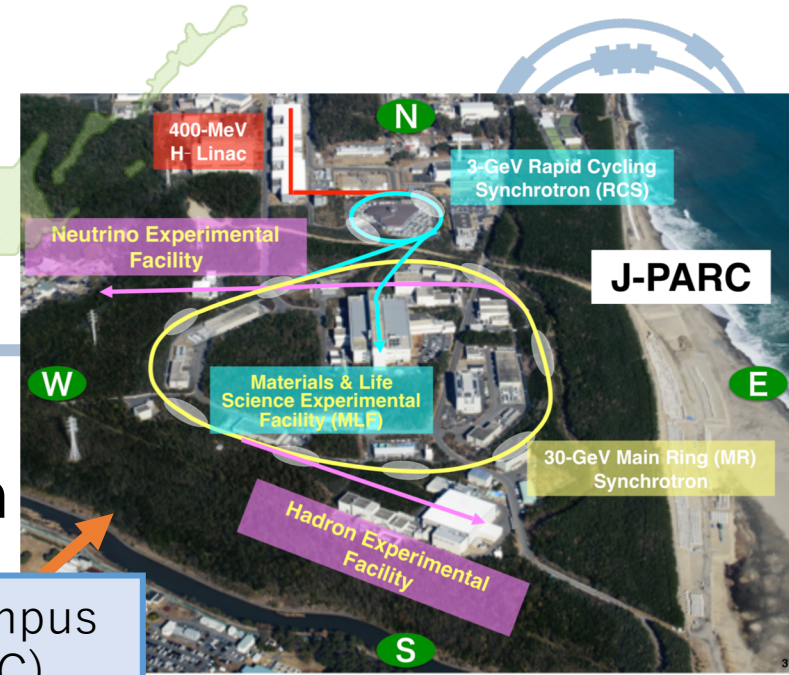 N
400-MeV
H- Linac
3-GeV Rapid Cycling
Synchrotron (RCS)
Neutrino Experimental
Facility
J-PARC
W
E
Materials & Life
Science Experimental
Facility (MLF)
30-GeV Main Ring (MR)
Synchrotron
Hadron Experimental
Facility
S
3